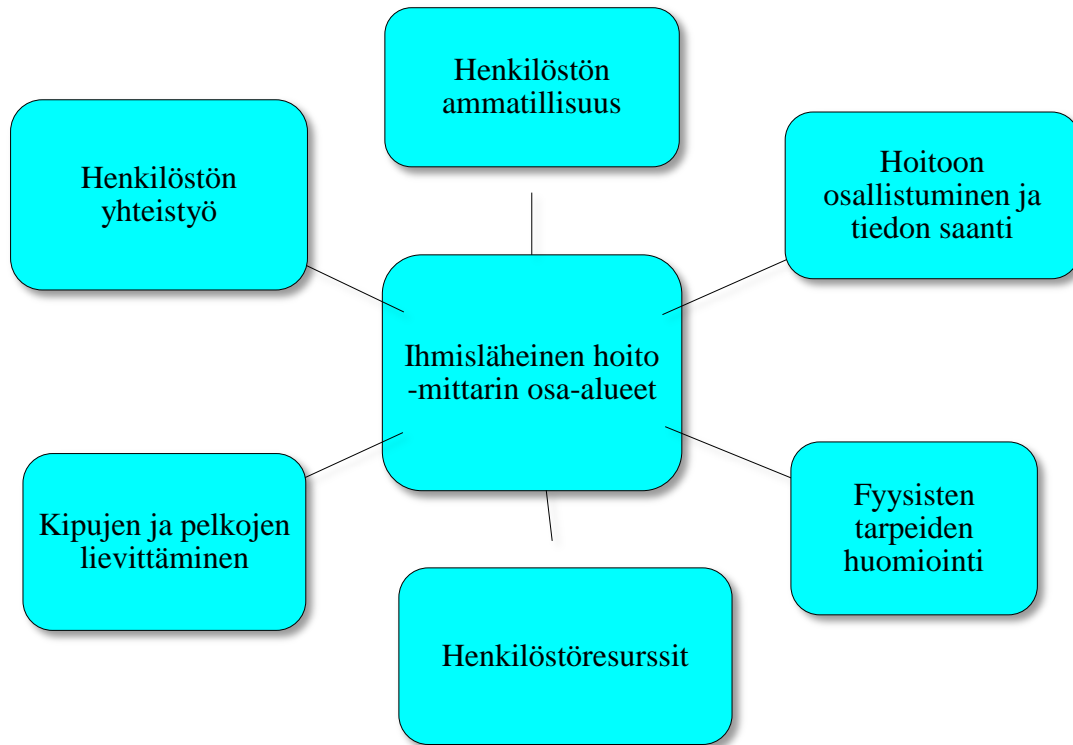 Henkilöstön
ammatillisuus
Henkilöstön
yhteistyö
Hoitoon
osallistuminen ja
tiedon saanti
Ihmisläheinen hoito
-mittarin osa-alueet
Kipujen ja pelkojen
lievittäminen
Fyysisten
tarpeiden
huomiointi
Henkilöstöresurssit